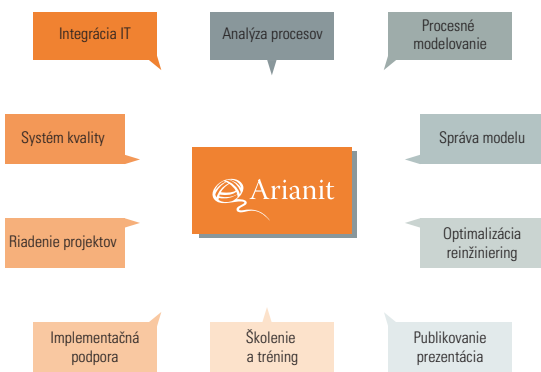 Integrácia IT
Analýza procesov
Procesné
modelovanie
Systém kvality
Správa modelu
Arianit
Riadenie projektov
Optimalizácia
reinžiniering
Implementačná
podpora
Školenie
a tréning
Publikovanie
prezentácia